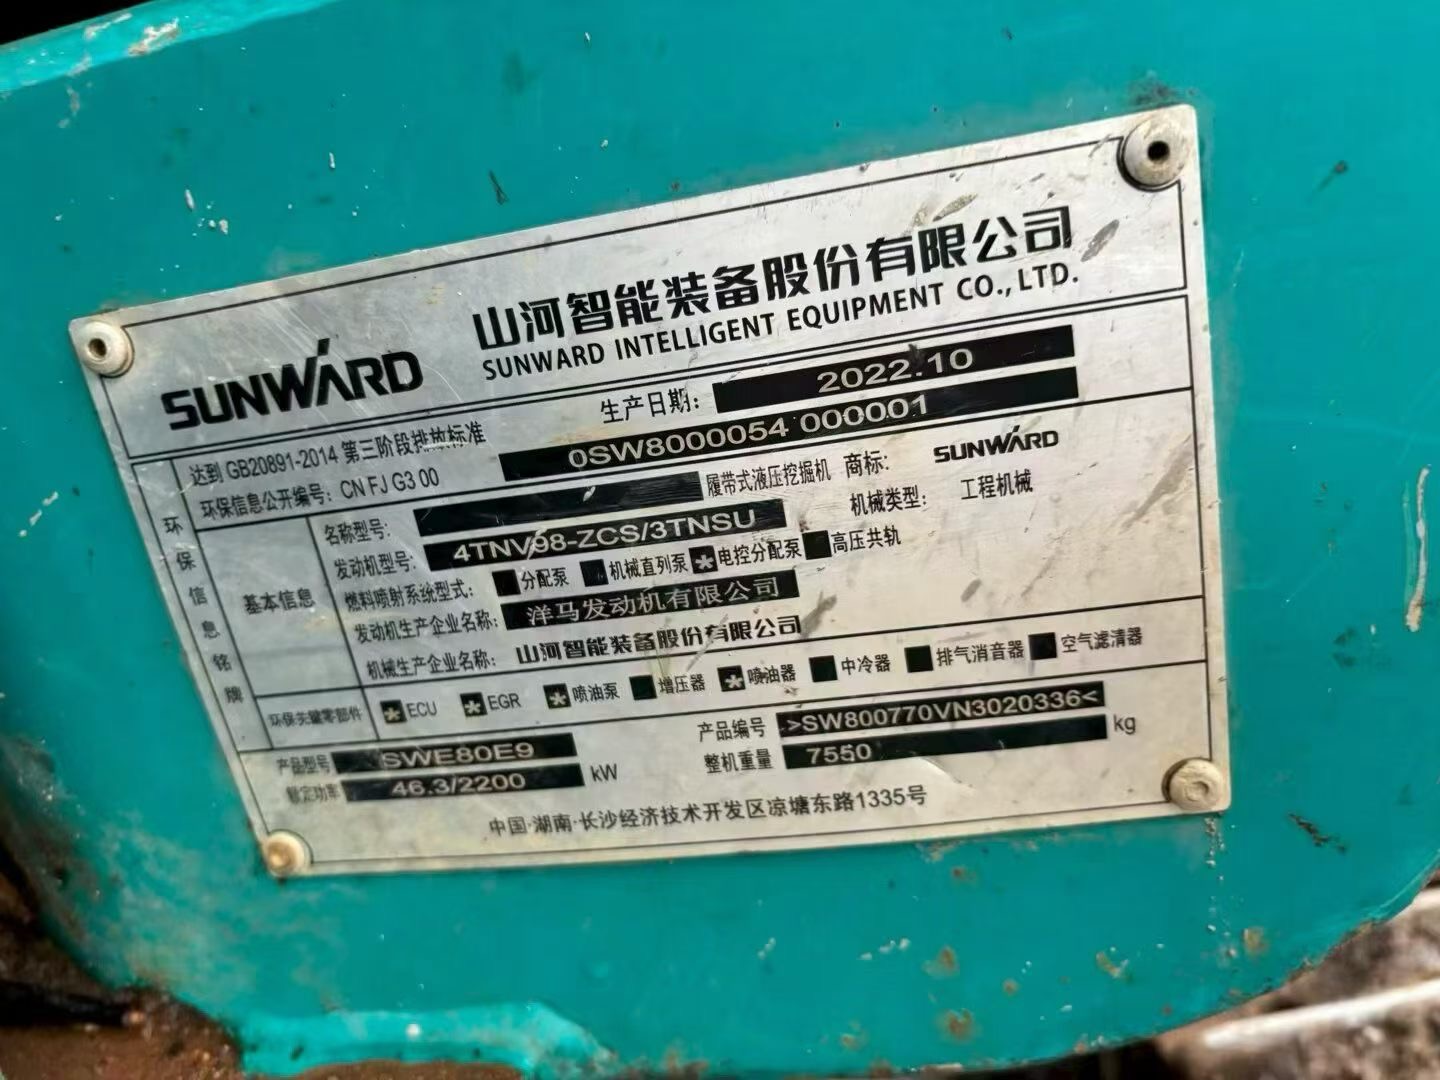 山河智能装备股份有限公司
SUNWARD SUNWARD INTELLIGENT EQUIPMENT CO., LTD.
达到 GB20891-2014 第三阶段排放标准 生产日期: 2022.10
环保信息公开编号: CN FJ G3 00 0SW8000054 000001
环保信息铭牌
基本信息
名称型号: 履带式液压挖掘机 商标: SUNWARD
发动机型号: 4TNV98-ZCS/3TNSU 机械类型: 工程机械
燃料喷射系统型式: 分配泵 机械直列泵 *电控分配泵 高压共轨
发动机生产企业名称: 洋马发动机有限公司
机械生产企业名称: 山河智能装备股份有限公司
环保关键零部件 *ECU *EGR *喷油泵 增压器 *喷油器 中冷器 排气消音器 空气滤清器
产品型号 SWE80E9 产品编号 >SW800770VN3020336<
额定功率 46.3/2200 kW 整机重量 7550 kg
中国·湖南·长沙经济技术开发区凉塘东路1335号